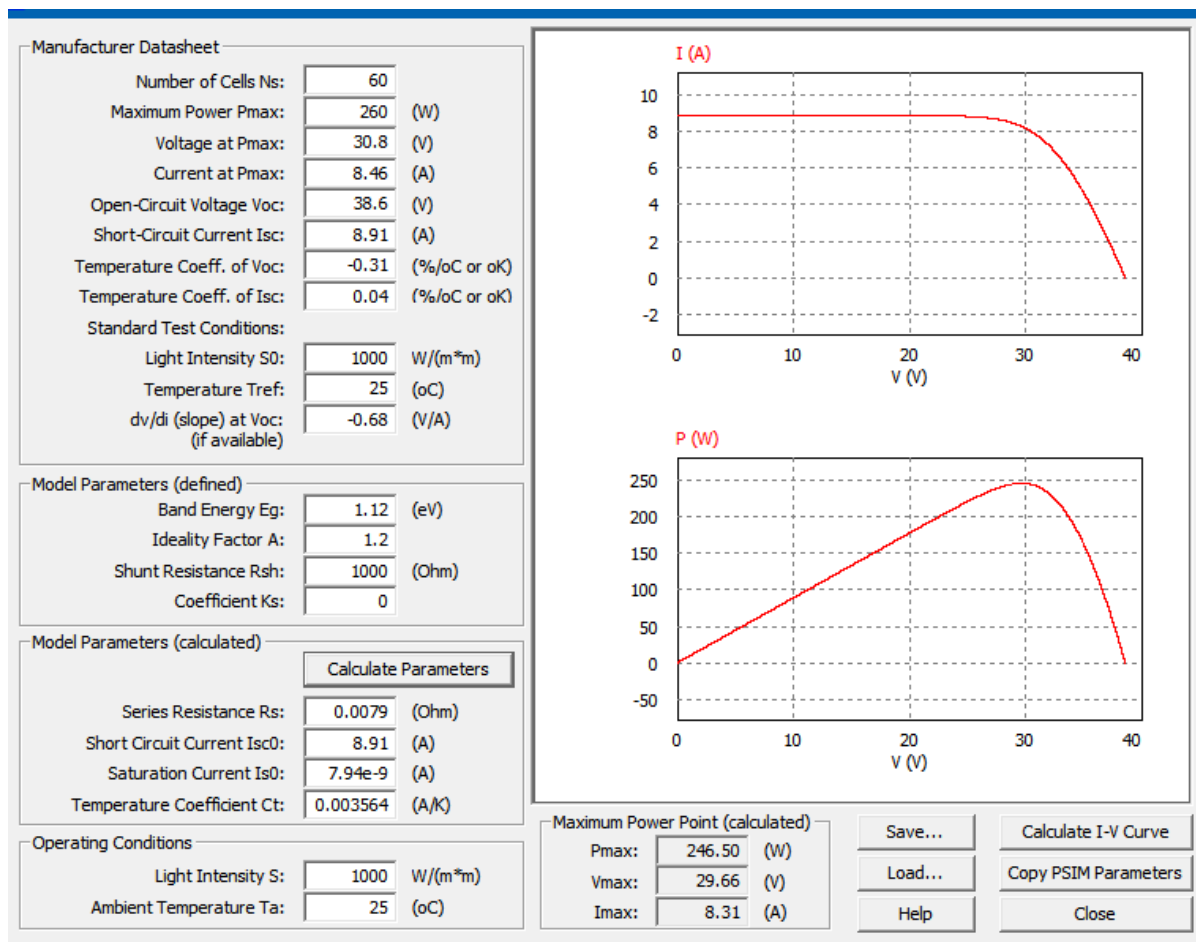 Manufacturer Datasheet
Number of Cells Ns: 60
Maximum Power Pmax: 260 (W)
Voltage at Pmax: 30.8 (V)
Current at Pmax: 8.46 (A)
Open-Circuit Voltage Voc: 38.6 (V)
Short-Circuit Current Isc: 8.91 (A)
Temperature Coeff. of Voc: -0.31 (%/oC or oK)
Temperature Coeff. of Isc: 0.04 (%/oC or oK)
Standard Test Conditions:
Light Intensity S0: 1000 W/(m*m)
Temperature Tref: 25 (oC)
dv/di (slope) at Voc: -0.68 (V/A)
(if available)
Model Parameters (defined)
Band Energy Eg: 1.12 (eV)
Ideality Factor A: 1.2
Shunt Resistance Rsh: 1000 (Ohm)
Coefficient Ks: 0
Model Parameters (calculated)
Calculate Parameters
Series Resistance Rs: 0.0079 (Ohm)
Short Circuit Current Isc0: 8.91 (A)
Saturation Current Is0: 7.94e-9 (A)
Temperature Coefficient Ct: 0.003564 (A/K)
Operating Conditions
Light Intensity S: 1000 W/(m*m)
Ambient Temperature Ta: 25 (oC)
I (A)
10
8
6
4
2
0
-2
0 10 20 30 40
V (V)
P (W)
250
200
150
100
50
0
-50
0 10 20 30 40
V (V)
Maximum Power Point (calculated)
Pmax: 246.50 (W)
Vmax: 29.66 (V)
Imax: 8.31 (A)
Save... Calculate I-V Curve
Load... Copy PSIM Parameters
Help Close